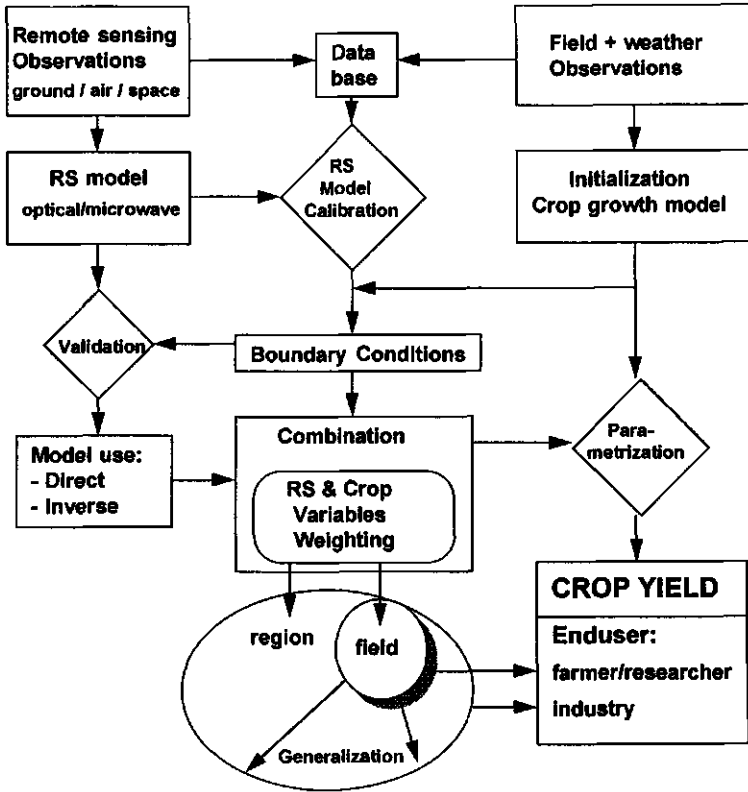 Remote sensing
Observations
ground / air / space
Data
base
Field + weather
Observations
RS model
optical/microwave
RS
Model
Calibration
Initialization
Crop growth model
Validation
Boundary Conditions
Model use:
- Direct
- Inverse
Combination
RS & Crop
Variables
Weighting
Para-
metrization
region
field
Generalization
CROP YIELD
Enduser:
farmer/researcher
industry